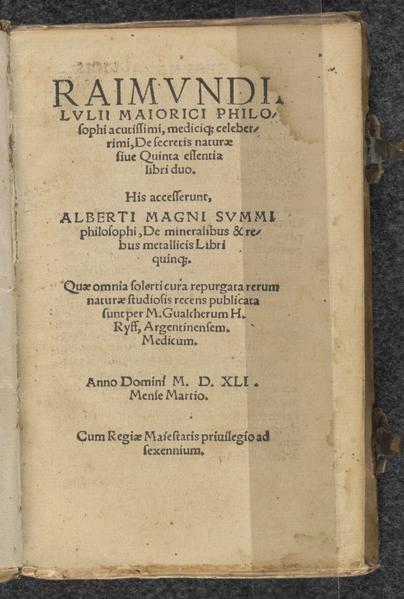 RAIMVNDI.
LVLII MAIORICI PHILO-
sophi acutissimi, mediciq; celeber-
rimi, De secretis naturæ
siue Quinta essentia
libri duo.
His accesserunt,
ALBERTI MAGNI SVMMI
philosophi, De mineralibus & re-
bus metallicis Libri
quinq;.
Quæ omnia solerti cura repurgata rerum
naturæ studiosis recens publicata
sunt per M. Gualtherum H.
Ryff, Argentinensem.
Medicum.
Anno Domini M. D. XLI.
Mense Martio.
Cum Regiæ Maiestatis priuilegio ad
sexennium.